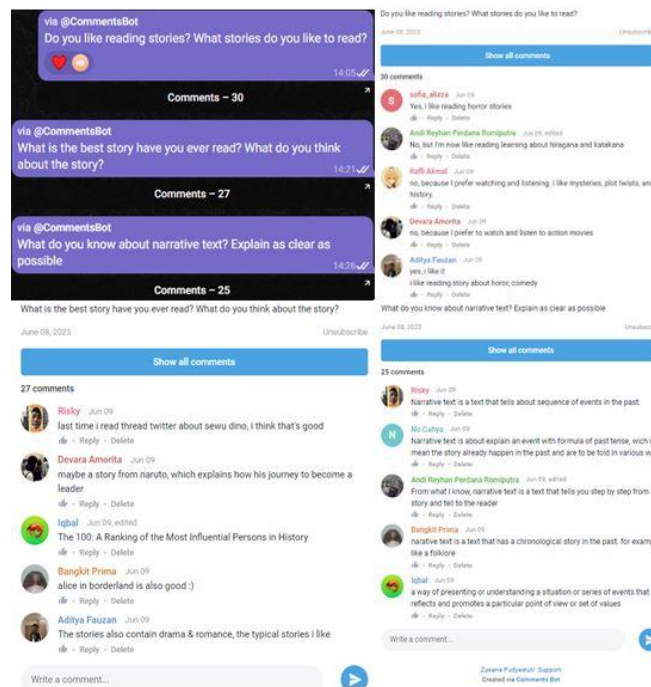 via @CommentsBot
Do you like reading stories? What stories do you like to read?
14:05
Comments – 30
via @CommentsBot
What is the best story have you ever read? What do you think
about the story?
14:21
Comments – 27
via @CommentsBot
What do you know about narrative text? Explain as clear as
possible
14:26
Comments – 25
What is the best story have you ever read? What do you think about the story?
June 08, 2023 Unsubscribe
Show all comments
27 comments
Risky Jun 09
last time i read thread twitter about sewu dino, i think that's good
Reply - Delete
Devara Amorita Jun 09
maybe a story from naruto, which explains how his journey to become a
leader
Reply - Delete
Iqbal Jun 09, edited
The 100: A Ranking of the Most Influential Persons in History
Reply - Delete
Bangkit Prima Jun 09
alice in borderland is also good :)
Reply - Delete
Aditya Fauzan Jun 09
The stories also contain drama & romance, the typical stories i like
Reply - Delete
Write a comment...
Do you like reading stories? What stories do you like to read?
June 08, 2023
Show all comments
30 comments
S
sofia_alizza Jun 09
Yes, i like reading horror stories
Reply - Delete
Andi Reyhan Perdana Romiputra Jun 09, edited
No, but I'm now like reading learning about hiragana and katakana
Reply - Delete
Raffi Akmal Jun 09
no, because I prefer watching and listening. i like mysteries, plot twists, and
history.
Reply - Delete
Devara Amorita Jun 09
no, because I prefer to watch and listen to action movies
Reply - Delete
Aditya Fauzan Jun 09
yes, i like it
i like reading story about horor, comedy
Reply - Delete
What do you know about narrative text? Explain as clear as possible
June 08, 2023
Show all comments
25 comments
Risky Jun 09
Narrative text is a text that tells about sequence of events in the past.
Reply - Delete
N
No Cahya Jun 09
Narrative text is about explain an event with formula of past tense, wich i
mean the story already happen in the past and are to be told in various w
Reply - Delete
Andi Reyhan Perdana Romiputra Jun 09, edited
From what I know, narrative text is a text that tells you step by step from
story and tell to the reader
Reply - Delete
Bangkit Prima Jun 09
narative text is a text that has a chronological story in the past. for examp
like a folklore
Reply - Delete
Iqbal Jun 09
a way of presenting or understanding a situation or series of events that
reflects and promotes a particular point of view or set of values
Reply - Delete
Write a comment...
Support
Created via Comments Bot